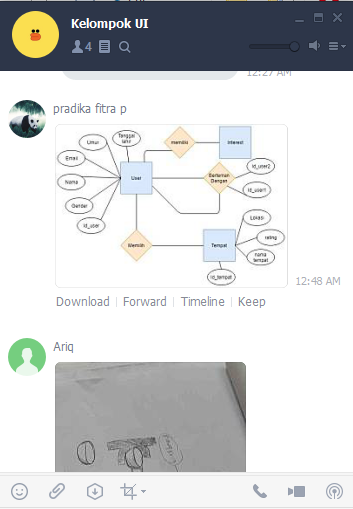 Kelompok UI
4
12:27 AM
pradika fitra p
Tanggal lahir
Umur
memiliki
Interest
Email
id_user2
User
Berteman Dengan
Nama
id_user1
Gender
Lokasi
id_user
rating
Memilih
Tempat
nama tempat
id_tempat
12:48 AM
Download
Forward
Timeline
Keep
Ariq